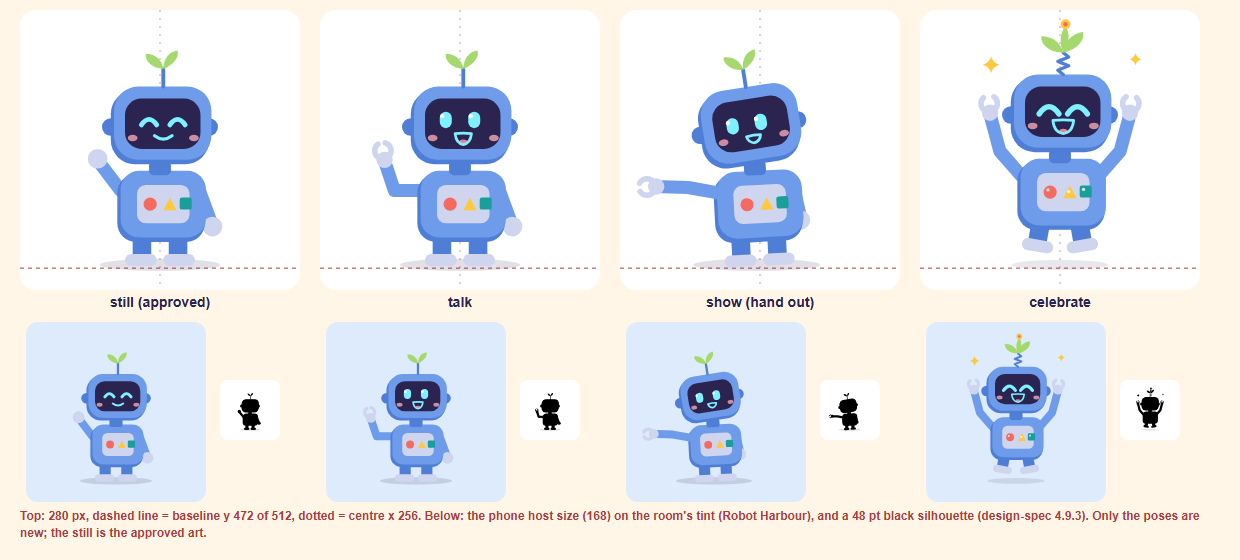 still (approved)
talk
show (hand out)
celebrate
Top: 280 px, dashed line = baseline y 472 of 512, dotted = centre x 256. Below: the phone host size (168) on the room's tint (Robot Harbour), and a 48 pt black silhouette (design-spec 4.9.3). Only the poses are
new; the still is the approved art.